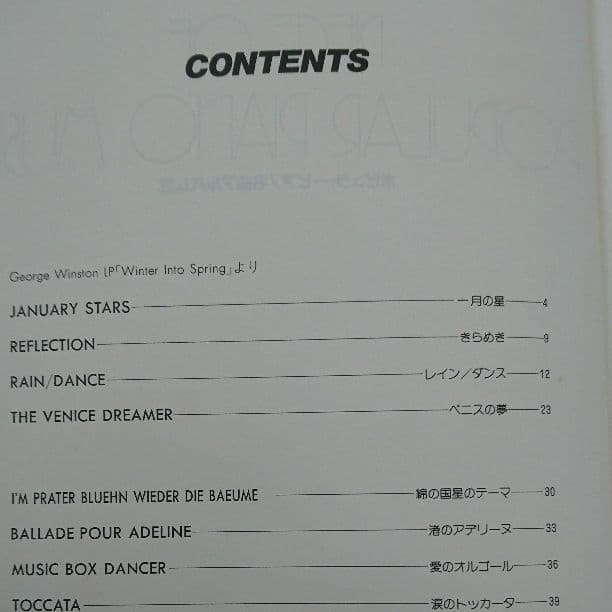 CONTENTS
George Winston LP「Winter Into Spring」より
JANUARY STARS 一月の星 4
REFLECTION きらめき 9
RAIN/DANCE レイン/ダンス 12
THE VENICE DREAMER ベニスの夢 23
I'M PRATER BLUEHN WIEDER DIE BAEUME 綿の国星のテーマ 30
BALLADE POUR ADELINE 渚のアデリーヌ 33
MUSIC BOX DANCER 愛のオルゴール 36
TOCCATA 涙のトッカータ 39